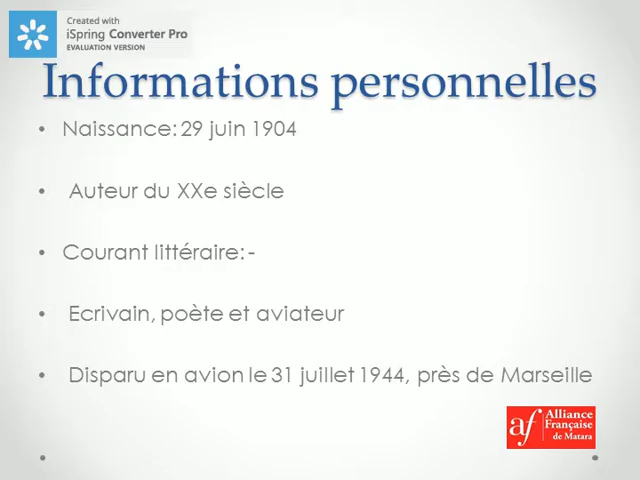 Created with
iSpring Converter Pro
EVALUATION VERSION
Informations personnelles
• Naissance: 29 juin 1904
• Auteur du XXe siècle
• Courant littéraire: -
• Ecrivain, poète et aviateur
• Disparu en avion le 31 juillet 1944, près de Marseille
af Alliance
Française
de Matara